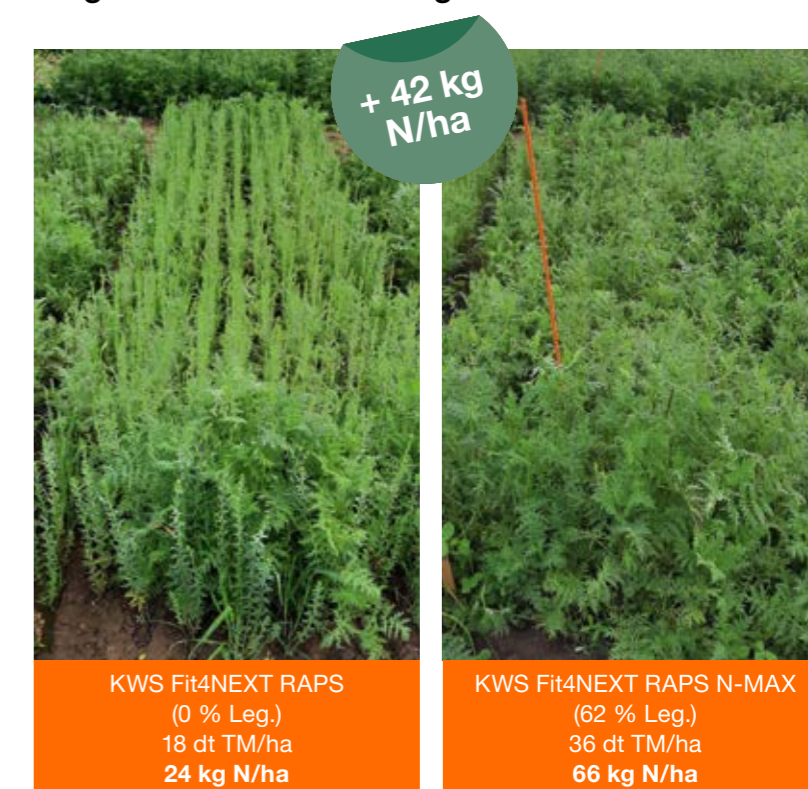 + 42 kg
N/ha
KWS Fit4NEXT RAPS
(0 % Leg.)
18 dt TM/ha
24 kg N/ha
KWS Fit4NEXT RAPS N-MAX
(62 % Leg.)
36 dt TM/ha
66 kg N/ha